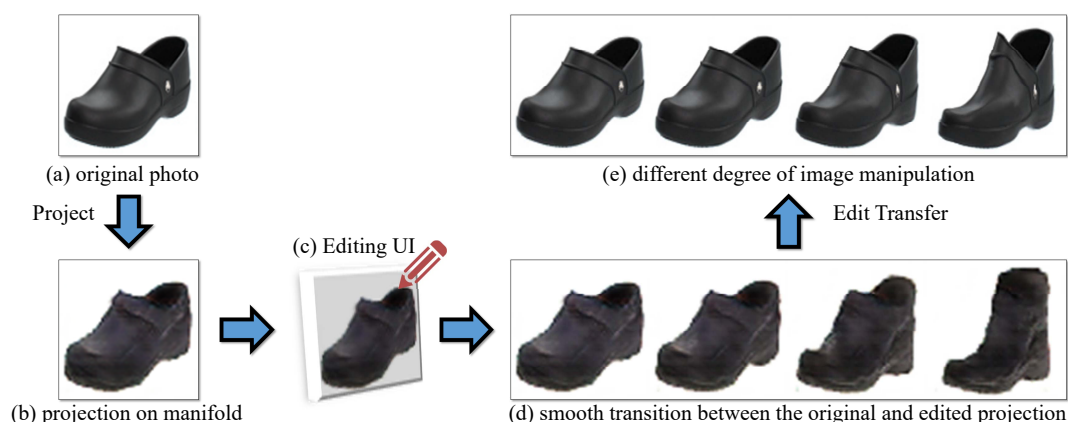 (a) original photo
(e) different degree of image manipulation
Project
Edit Transfer
(c) Editing UI
(b) projection on manifold
(d) smooth transition between the original and edited projection